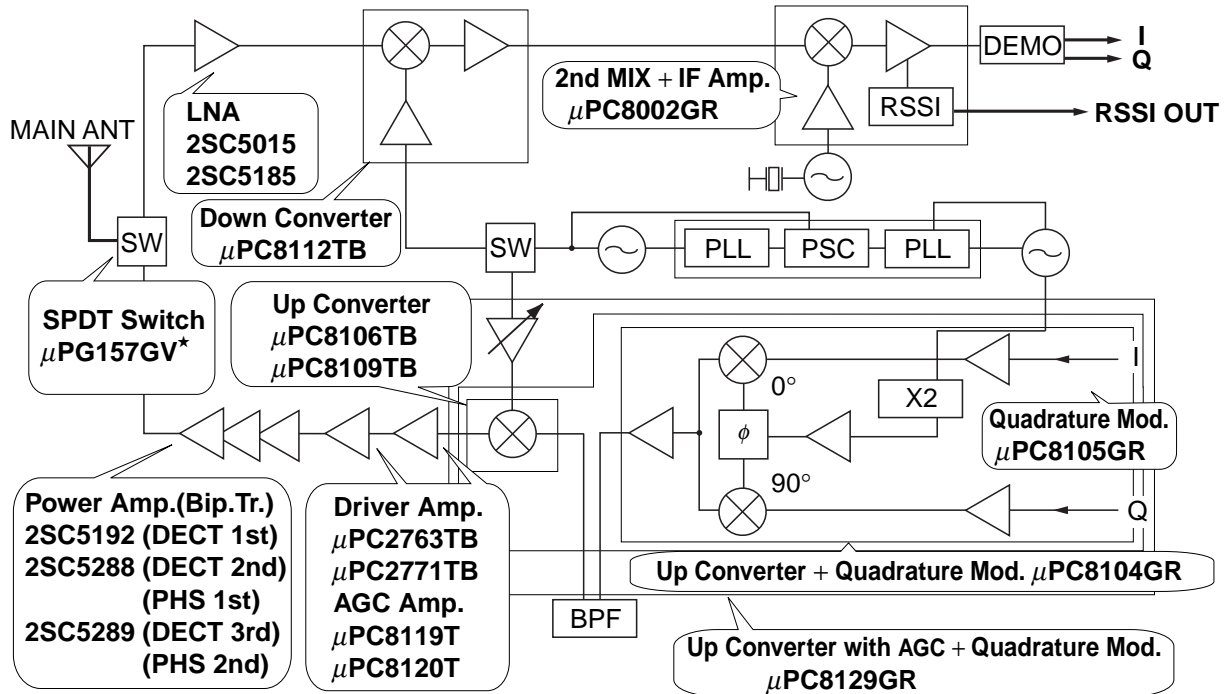 DEMO
I
Q
2nd MIX + IF Amp.
μPC8002GR
RSSI
RSSI OUT
LNA
2SC5015
2SC5185
MAIN ANT
SW
Down Converter
μPC8112TB
SW
PLL
PSC
PLL
SPDT Switch
μPG157GV★
Up Converter
μPC8106TB
μPC8109TB
I
0°
X2
Quadrature Mod.
μPC8105GR
ϕ
90°
Q
Power Amp.(Bip.Tr.)
2SC5192 (DECT 1st)
2SC5288 (DECT 2nd)
(PHS 1st)
2SC5289 (DECT 3rd)
(PHS 2nd)
Driver Amp.
μPC2763TB
μPC2771TB
AGC Amp.
μPC8119T
μPC8120T
Up Converter + Quadrature Mod. μPC8104GR
BPF
Up Converter with AGC + Quadrature Mod.
μPC8129GR